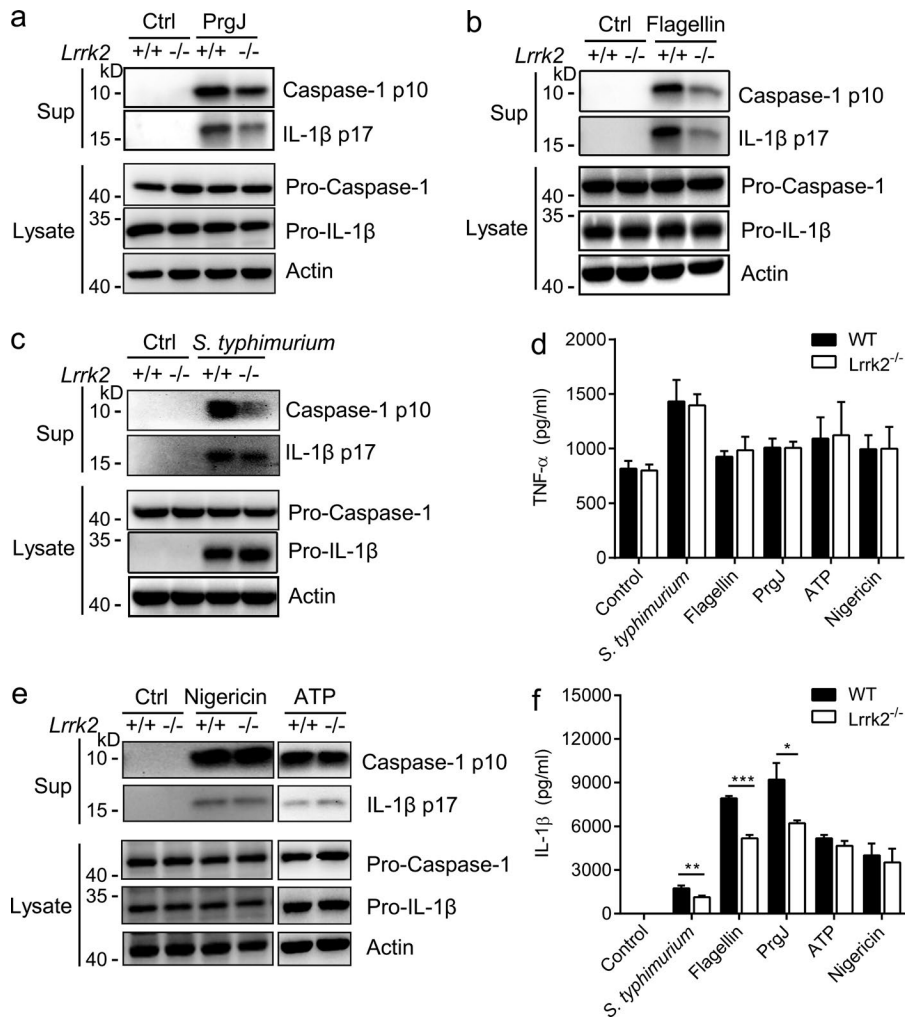 a
Ctrl PrgJ
Lrrk2 +/+ -/- +/+ -/-
kD
Sup
10 - Caspase-1 p10
15 - IL-1β p17
Lysate
40 - Pro-Caspase-1
35 - Pro-IL-1β
40 - Actin
b
Ctrl Flagellin
Lrrk2 +/+ -/- +/+ -/-
kD
Sup
10 - Caspase-1 p10
15 - IL-1β p17
Lysate
40 - Pro-Caspase-1
35 - Pro-IL-1β
40 - Actin
c
Ctrl S. typhimurium
Lrrk2 +/+ -/- +/+ -/-
kD
Sup
10 - Caspase-1 p10
15 - IL-1β p17
Lysate
40 - Pro-Caspase-1
35 - Pro-IL-1β
40 - Actin
d
WT
Lrrk2-/-
TNF-α (pg/ml)
2000
1500
1000
500
0
Control
S. typhimurium
Flagellin
PrgJ
ATP
Nigericin
e
Ctrl Nigericin ATP
Lrrk2 +/+ -/- +/+ -/- +/+ -/-
kD
Sup
10 - Caspase-1 p10
15 - IL-1β p17
Lysate
40 - Pro-Caspase-1
35 - Pro-IL-1β
40 - Actin
f
WT
Lrrk2-/-
IL-1β (pg/ml)
15000
12000
9000
6000
3000
0
**
***
*
Control
S. typhimurium
Flagellin
PrgJ
ATP
Nigericin